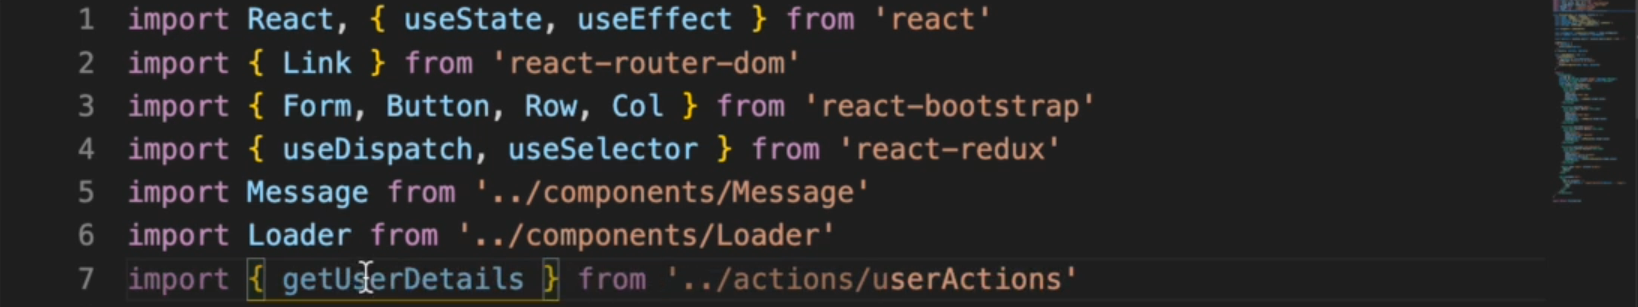 1 import React, { useState, useEffect } from 'react'
2 import { Link } from 'react-router-dom'
3 import { Form, Button, Row, Col } from 'react-bootstrap'
4 import { useDispatch, useSelector } from 'react-redux'
5 import Message from '../components/Message'
6 import Loader from '../components/Loader'
7 import { getUserDetails } from '../actions/userActions'